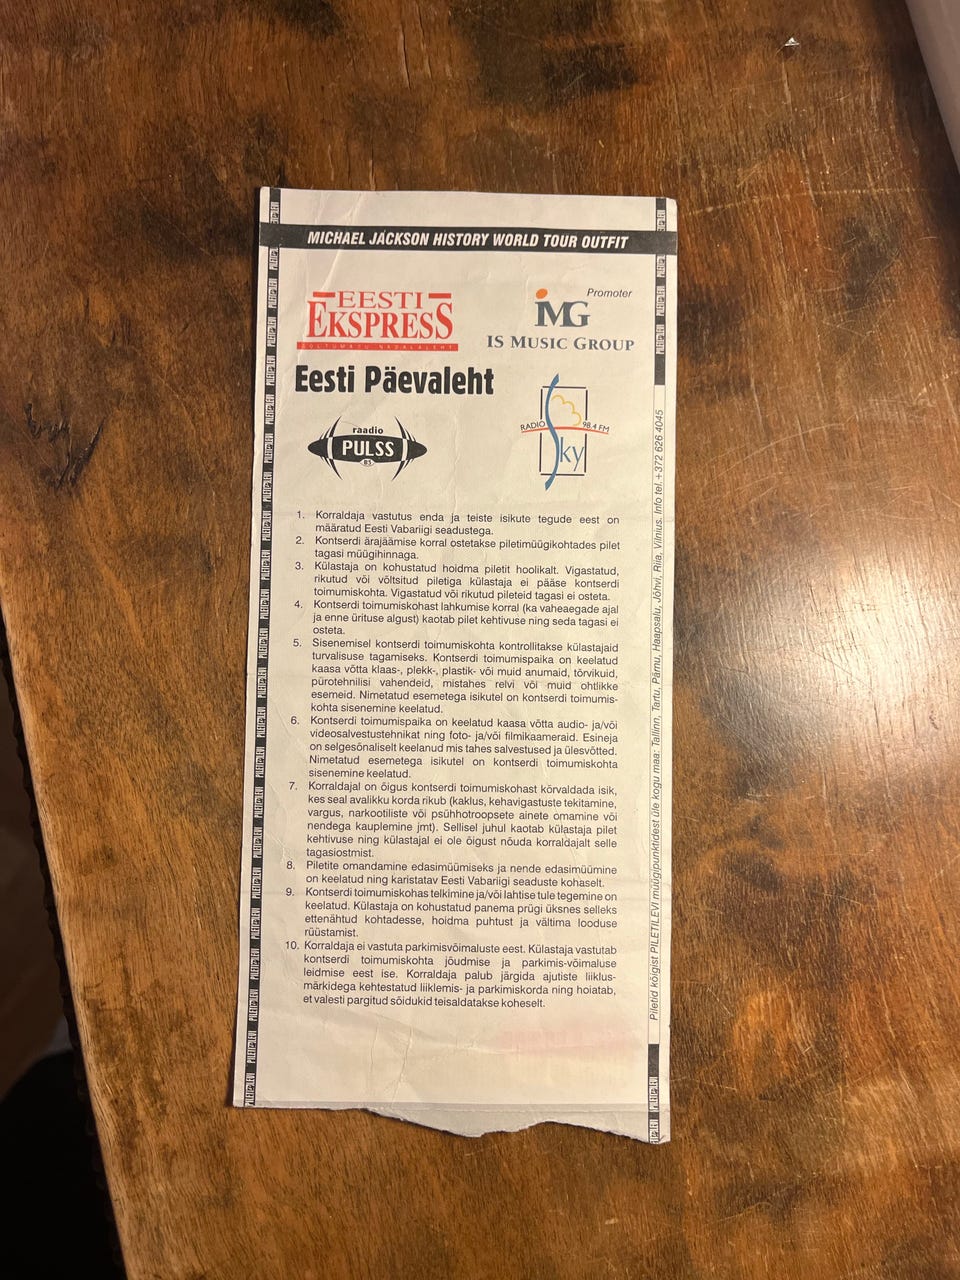 MICHAEL JACKSON HISTORY WORLD TOUR OUTFIT
EESTI
EKSPRESS
SÕLTUMATU NÄDALALEHT
Promoter
iMG
IS MUSIC GROUP
Eesti Päevaleht
raadio
PULSS
RADIO 98.4 FM
Sky
1. Korraldaja vastutus enda ja teiste isikute tegude eest on
määratud Eesti Vabariigi seadustega.
2. Kontserdi ärajäämise korral ostetakse piletimüügikohtades pilet
tagasi müügihinnaga.
3. Külastaja on kohustatud hoidma piletit hoolikalt. Vigastatud,
rikutud või võltsitud piletiga külastaja ei pääse kontserdi
toimumiskohta. Vigastatud või rikutud pileteid tagasi ei osteta.
4. Kontserdi toimumiskohast lahkumise korral (ka vaheaegade ajal
ja enne ürituse algust) kaotab pilet kehtivuse ning seda tagasi ei
osteta.
5. Sisenemisel kontserdi toimumiskohta kontrollitakse külastajaid
turvalisuse tagamiseks. Kontserdi toimumispaika on keelatud
kaasa võtta klaas-, plekk-, plastik- või muid anumaid, tõrvikuid,
pürotehnilisi vahendeid, mistahes relvi või muid ohtlikke
esemeid. Nimetatud esemetega isikutel on kontserdi toimumis-
kohta sisenemine keelatud.
6. Kontserdi toimumispaika on keelatud kaasa võtta audio- ja/või
videosalvestustehnikat ning foto- ja/või filmikaameraid. Esineja
on selgesõnaliselt keelanud mis tahes salvestused ja ülesvõtted.
Nimetatud esemetega isikutel on kontserdi toimumiskohta
sisenemine keelatud.
7. Korraldajal on õigus kontserdi toimumiskohast kõrvaldada isik,
kes seal avalikku korda rikub (kaklus, kehavigastuste tekitamine,
vargus, narkootiliste või psühhotroopsete ainete omamine või
nendega kauplemine jmt). Sellisel juhul kaotab külastaja pilet
kehtivuse ning külastajal ei ole õigust nõuda korraldajalt selle
tagasiostmist.
8. Piletite omandamine edasimüümiseks ja nende edasimüümine
on keelatud ning karistatav Eesti Vabariigi seaduste kohaselt.
9. Kontserdi toimumiskohas telkimine ja/või lahtise tule tegemine on
keelatud. Külastaja on kohustatud panema prügi üksnes selleks
ettenähtud kohtadesse, hoidma puhtust ja vältima looduse
rüüstamist.
10. Korraldaja ei vastuta parkimisvõimaluste eest. Külastaja vastutab
kontserdi toimumiskohta jõudmise ja parkimis-võimaluse
leidmise eest ise. Korraldaja palub järgida ajutiste liiklus-
märkidega kehtestatud liiklemis- ja parkimiskorda ning hoiatab,
et valesti pargitud sõidukid teisaldatakse koheselt.
Piletid kõigist PILETILEVI müügipunktidest üle kogu maa: Tallinn, Tartu, Pärnu, Haapsalu, Jõhvi, Riia, Vilnius. Info tel.+372 626 4045